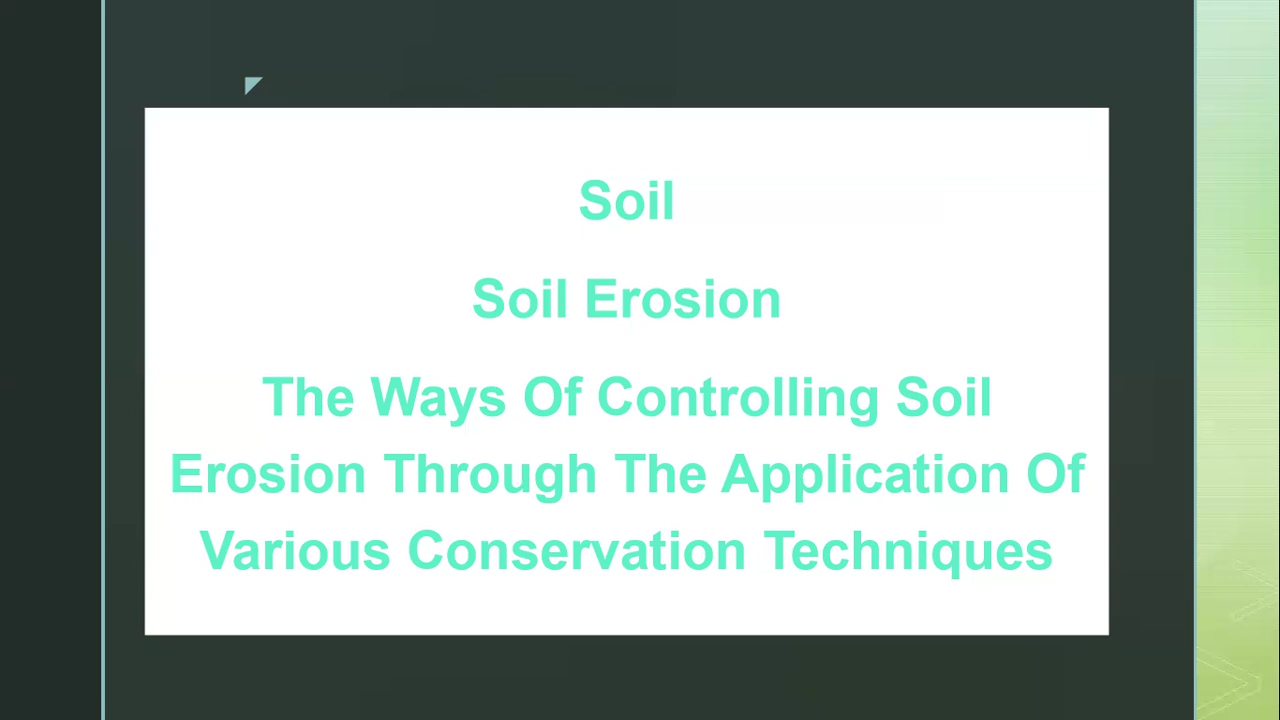 Soil
Soil Erosion
The Ways Of Controlling Soil
Erosion Through The Application Of
Various Conservation Techniques